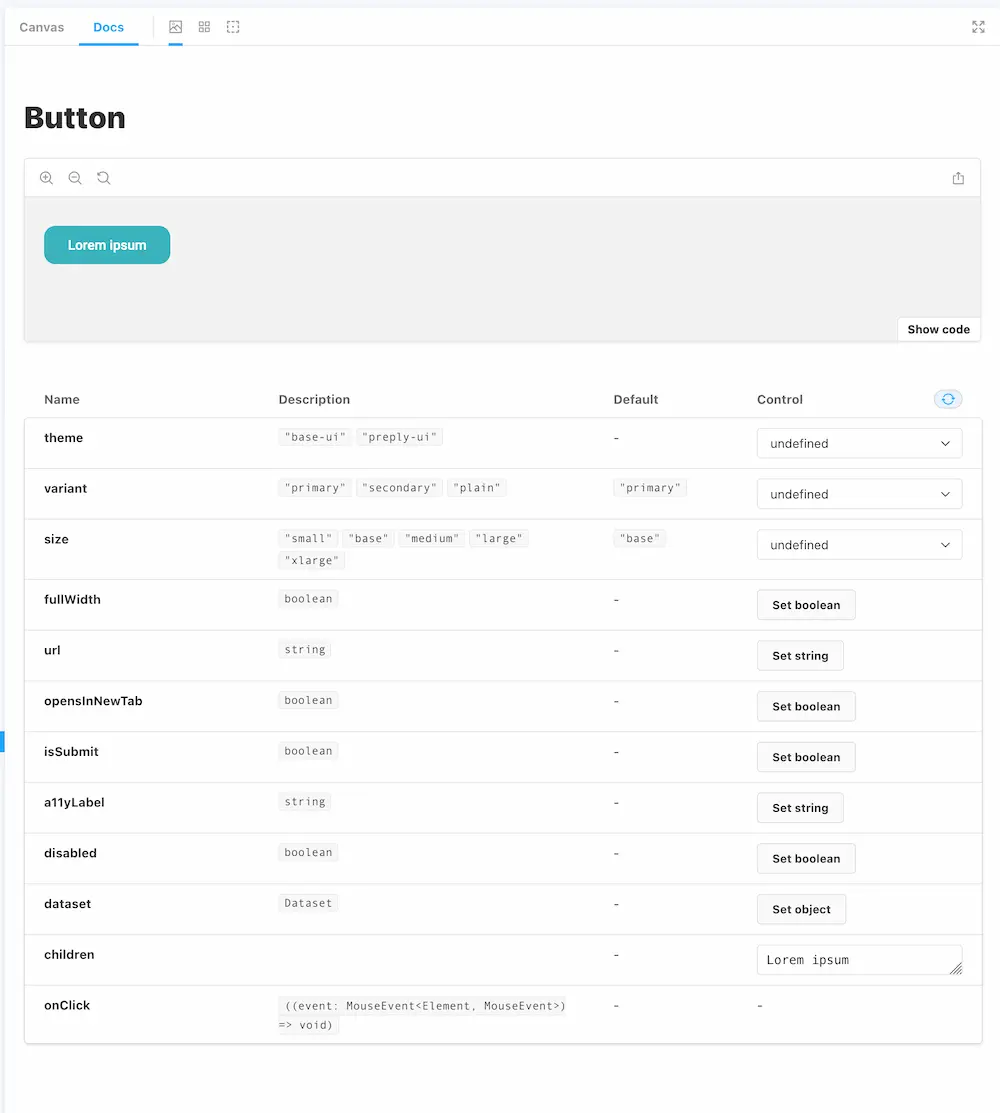 Canvas Docs
Button
Lorem ipsum
Show code
Name Description Default Control
theme "base-ui" "preply-ui" - undefined
variant "primary" "secondary" "plain" "primary" undefined
size "small" "base" "medium" "large" "base" undefined
"xlarge"
fullWidth boolean - Set boolean
url string - Set string
opensInNewTab boolean - Set boolean
isSubmit boolean - Set boolean
a11yLabel string - Set string
disabled boolean - Set boolean
dataset Dataset - Set object
children - Lorem ipsum
onClick ((event: MouseEvent<Element, MouseEvent>) - -
=> void)